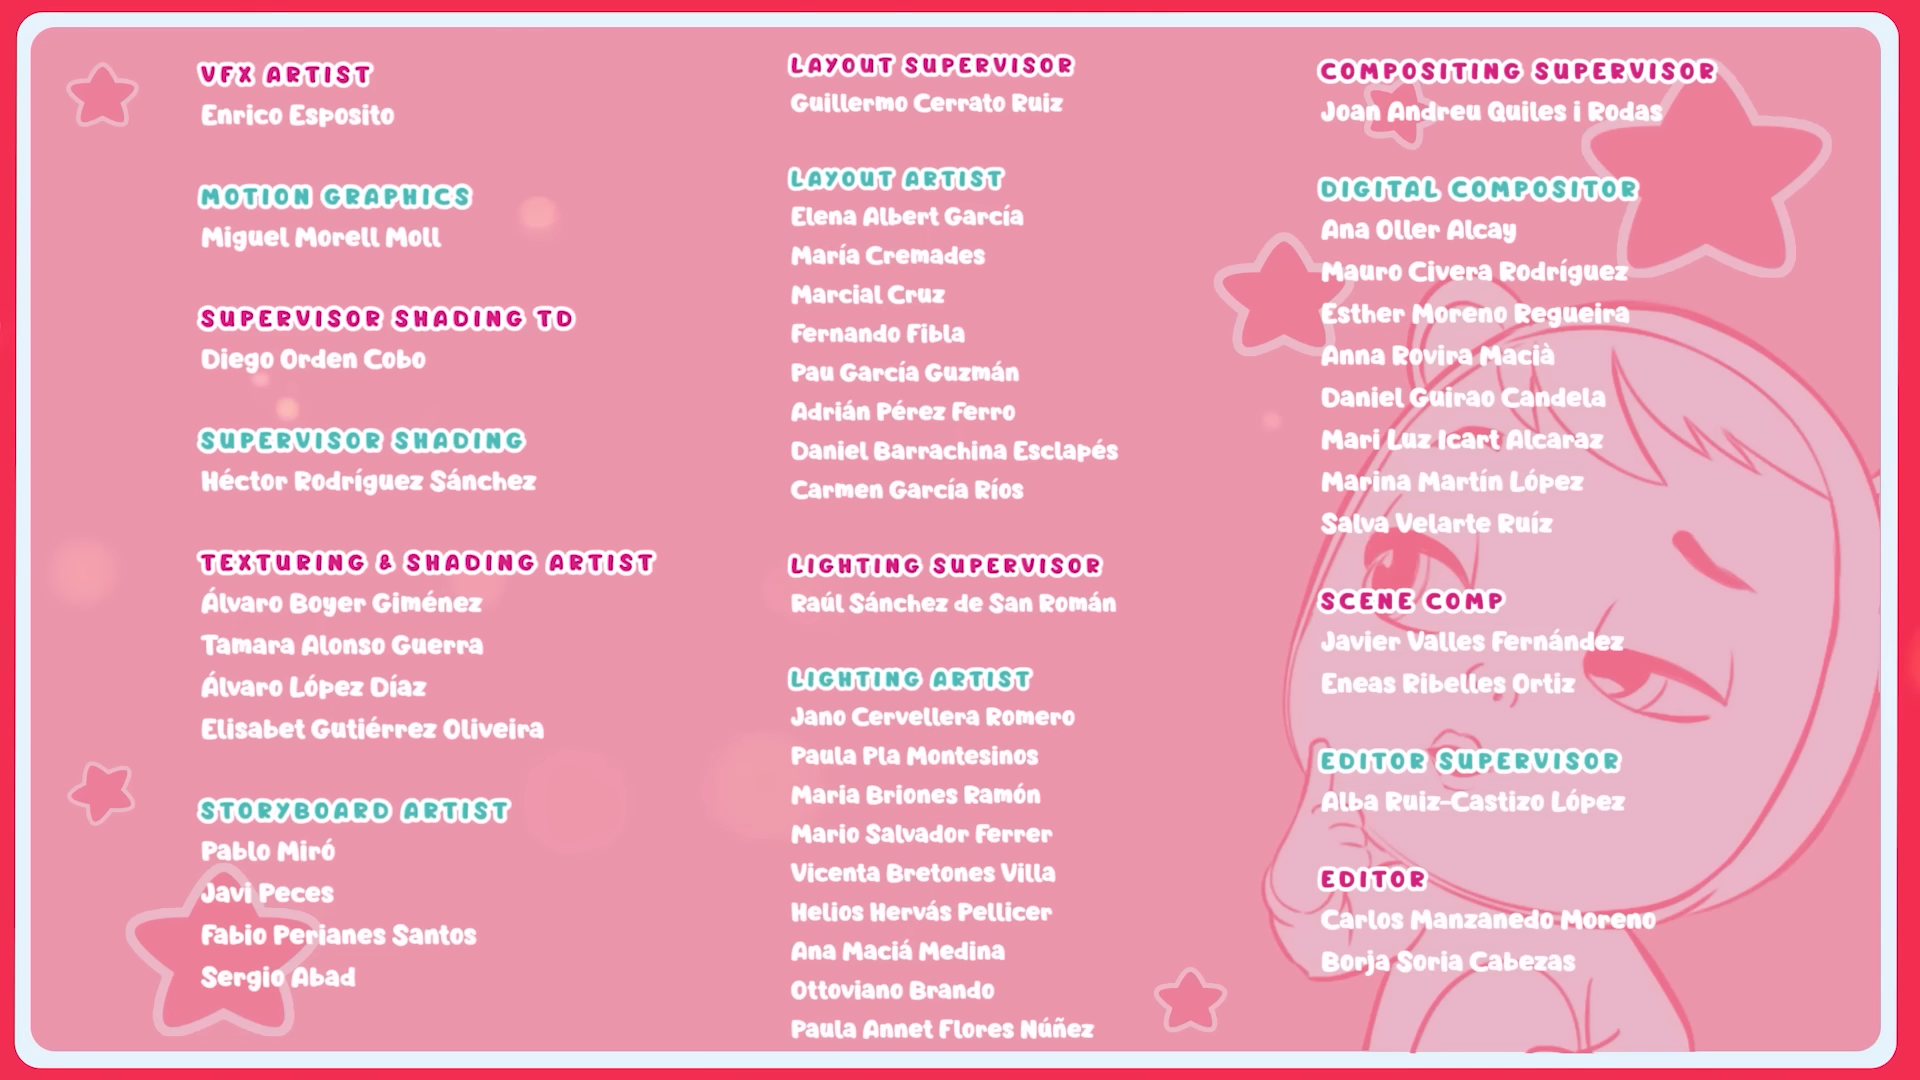 VFX ARTIST
Enrico Esposito
MOTION GRAPHICS
Miguel Morell Moll
SUPERVISOR SHADING TD
Diego Orden Cobo
SUPERVISOR SHADING
Héctor Rodríguez Sánchez
TEXTURING & SHADING ARTIST
Álvaro Boyer Giménez
Tamara Alonso Guerra
Álvaro López Díaz
Elisabet Gutiérrez Oliveira
STORYBOARD ARTIST
Pablo Miró
Javi Peces
Fabio Perianes Santos
Sergio Abad
LAYOUT SUPERVISOR
Guillermo Cerrato Ruiz
LAYOUT ARTIST
Elena Albert García
María Cremades
Marcial Cruz
Fernando Fibla
Pau García Guzmán
Adrián Pérez Ferro
Daniel Barrachina Esclapés
Carmen García Ríos
LIGHTING SUPERVISOR
Raúl Sánchez de San Román
LIGHTING ARTIST
Jano Cervellera Romero
Paula Pla Montesinos
Maria Briones Ramón
Mario Salvador Ferrer
Vicenta Bretones Villa
Helios Hervás Pellicer
Ana Maciá Medina
Ottoviano Brando
Paula Annet Flores Núñez
COMPOSITING SUPERVISOR
Joan Andreu Quiles i Rodas
DIGITAL COMPOSITOR
Ana Oller Alcay
Mauro Civera Rodríguez
Esther Moreno Regueira
Anna Rovira Macià
Daniel Guirao Candela
Mari Luz Icart Alcaraz
Marina Martín López
Salva Velarte Ruíz
SCENE COMP
Javier Valles Fernández
Eneas Ribelles Ortiz
EDITOR SUPERVISOR
Alba Ruiz-Castizo López
EDITOR
Carlos Manzanedo Moreno
Borja Soria Cabezas